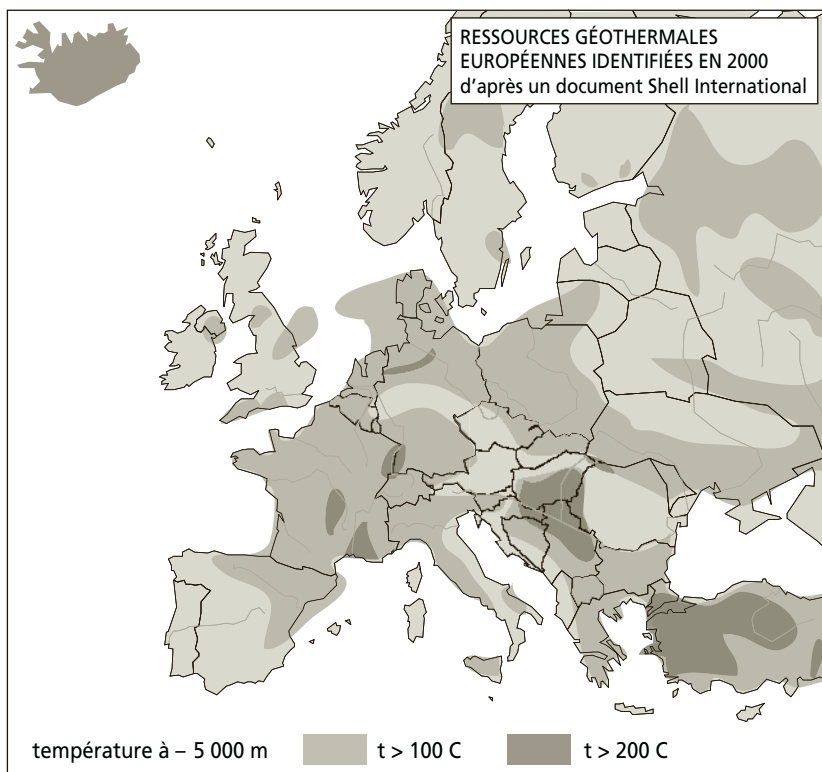 RESSOURCES GÉOTHERMALES
EUROPÉENNES IDENTIFIÉES EN 2000
d'après un document Shell International
température à – 5 000 m t > 100 C t > 200 C